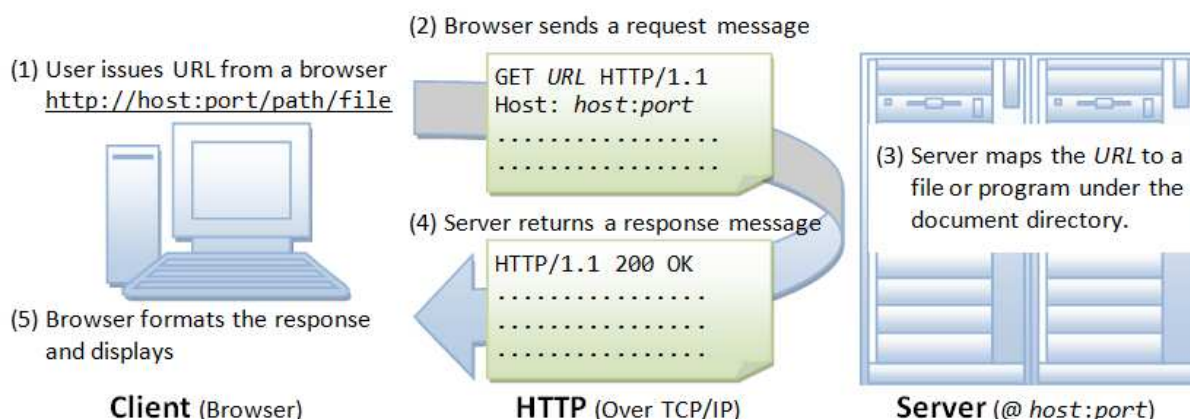 (1) User issues URL from a browser
http://host:port/path/file
(2) Browser sends a request message
GET URL HTTP/1.1
Host: host:port
..................
..................
(3) Server maps the URL to a
file or program under the
document directory.
(4) Server returns a response message
HTTP/1.1 200 OK
.................
.................
.................
(5) Browser formats the response
and displays
Client (Browser)
HTTP (Over TCP/IP)
Server (@ host:port)